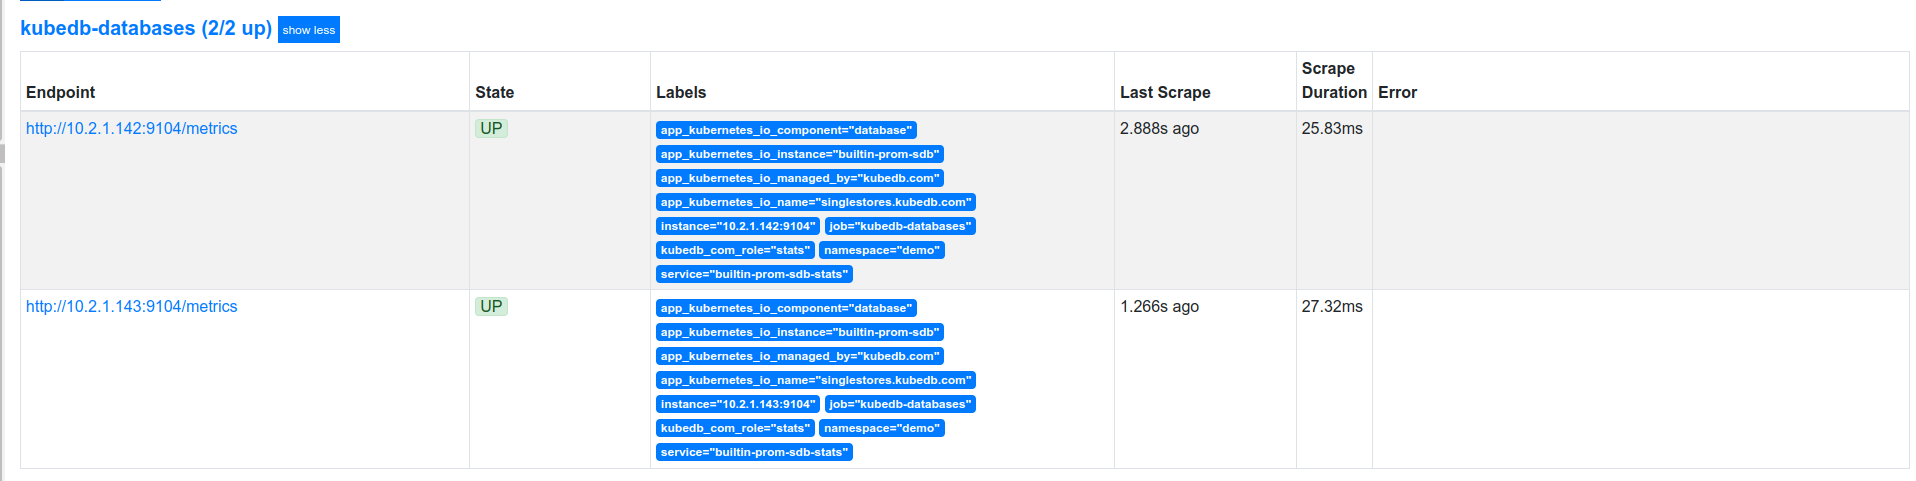 kubedb-databases (2/2 up) show less
Endpoint State Labels Last Scrape Scrape Duration Error
http://10.2.1.142:9104/metrics UP app_kubernetes_io_component="database" 2.888s ago 25.83ms
app_kubernetes_io_instance="builtin-prom-sdb"
app_kubernetes_io_managed_by="kubedb.com"
app_kubernetes_io_name="singlestores.kubedb.com"
instance="10.2.1.142:9104" job="kubedb-databases"
kubedb_com_role="stats" namespace="demo"
service="builtin-prom-sdb-stats"
http://10.2.1.143:9104/metrics UP app_kubernetes_io_component="database" 1.266s ago 27.32ms
app_kubernetes_io_instance="builtin-prom-sdb"
app_kubernetes_io_managed_by="kubedb.com"
app_kubernetes_io_name="singlestores.kubedb.com"
instance="10.2.1.143:9104" job="kubedb-databases"
kubedb_com_role="stats" namespace="demo"
service="builtin-prom-sdb-stats"